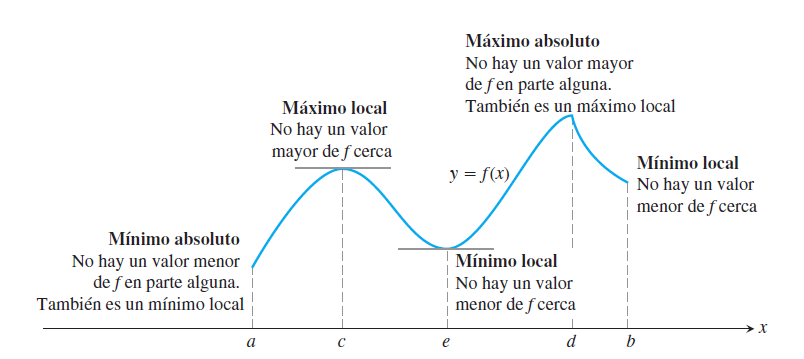 Máximo absoluto
No hay un valor mayor
de f en parte alguna.
También es un máximo local
Máximo local
No hay un valor
mayor de f cerca
y = f(x)
Mínimo local
No hay un valor
menor de f cerca
Mínimo absoluto
No hay un valor menor
de f en parte alguna.
También es un mínimo local
Mínimo local
No hay un valor
menor de f cerca
x
a c e d b